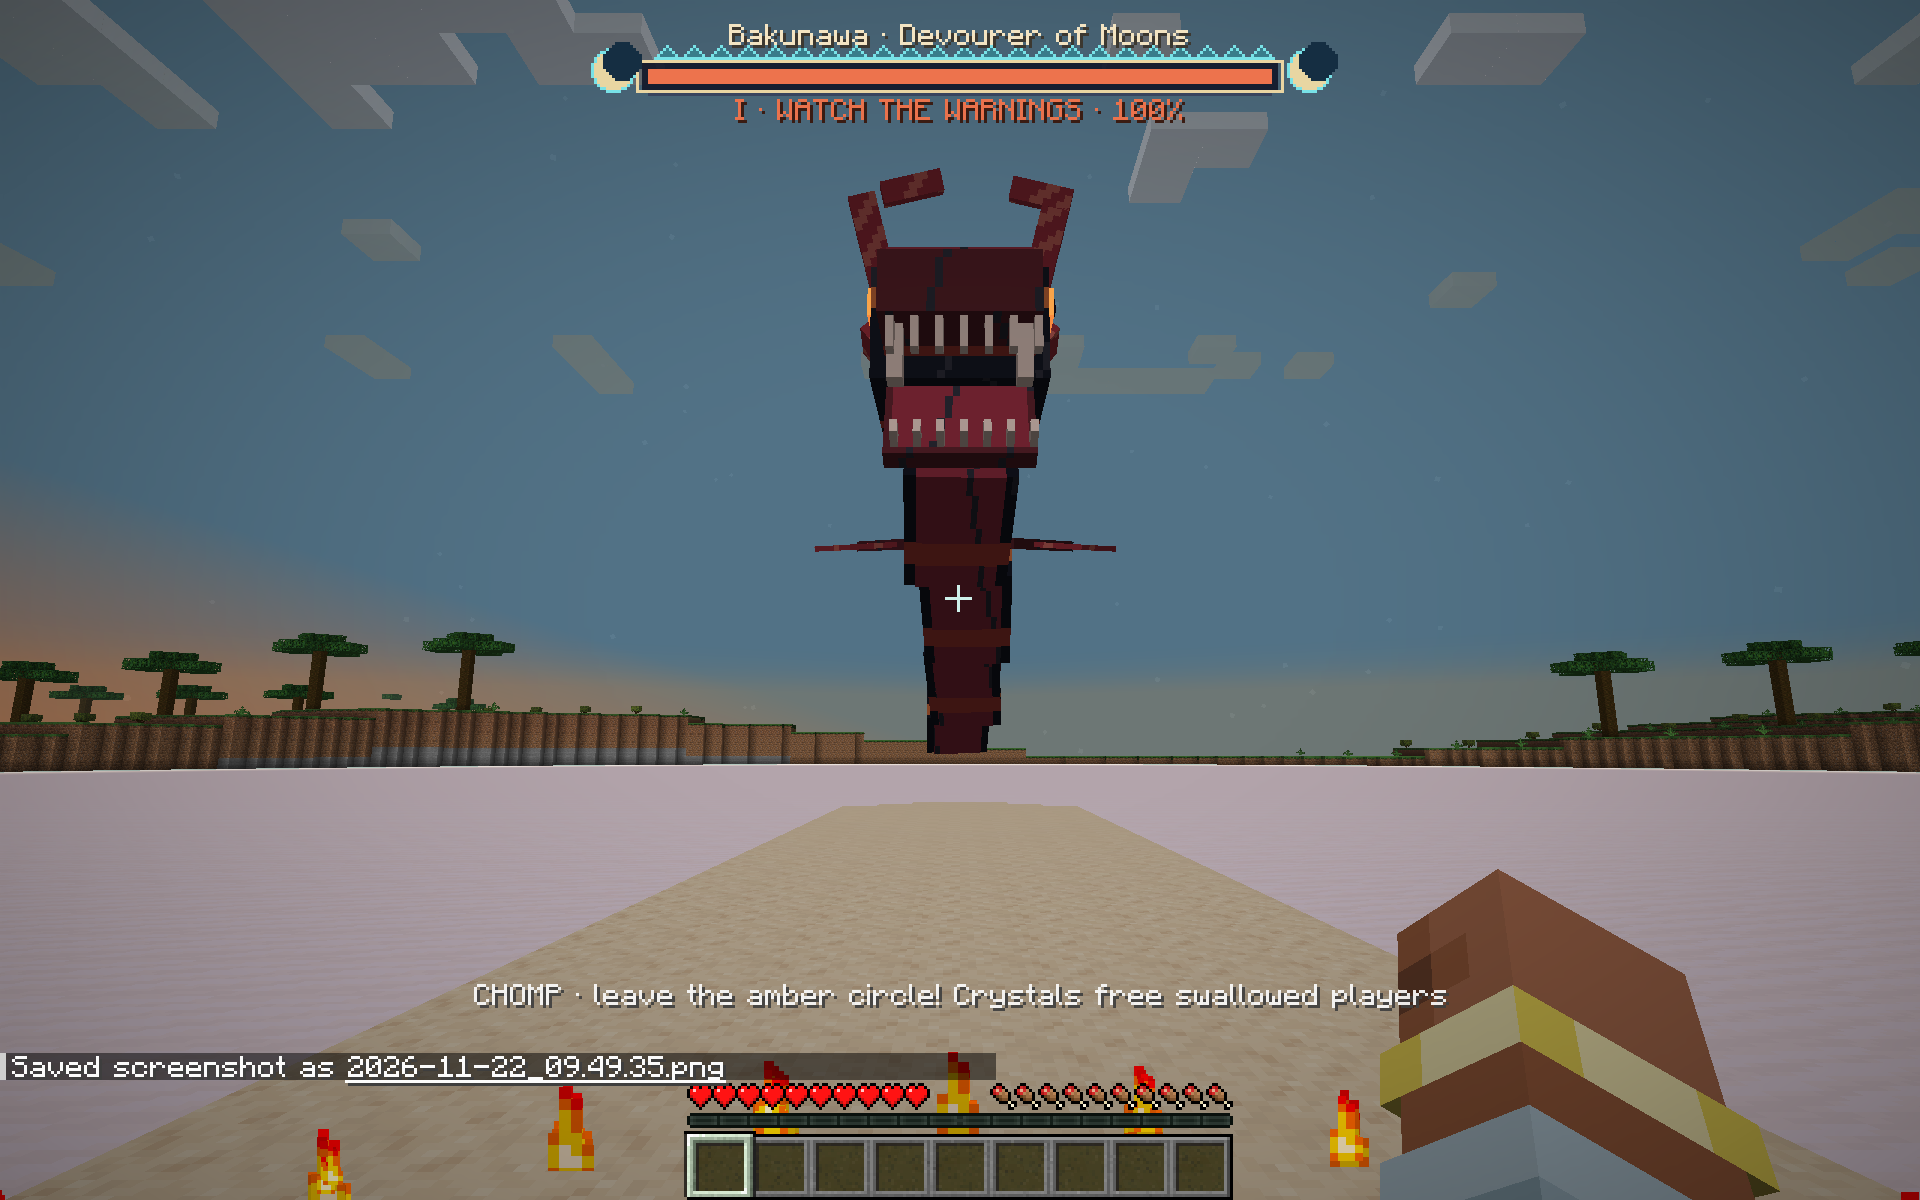 Bakunawa · Devourer of Moons
I · WATCH THE WARNINGS · 100%
CHOMP · leave the amber circle! Crystals free swallowed players
Saved screenshot as 2026-11-22_09.49.35.png